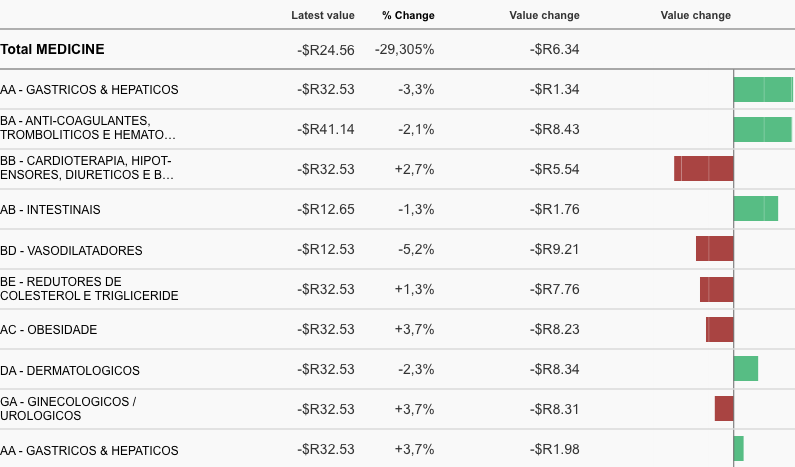 Latest value % Change Value change Value change
Total MEDICINE -$R24.56 -29,305% -$R6.34
AA - GASTRICOS & HEPATICOS -$R32.53 -3,3% -$R1.34
BA - ANTI-COAGULANTES,
TROMBOLITICOS E HEMATO… -$R41.14 -2,1% -$R8.43
BB - CARDIOTERAPIA, HIPOT-
ENSORES, DIURETICOS E B… -$R32.53 +2,7% -$R5.54
AB - INTESTINAIS -$R12.65 -1,3% -$R1.76
BD - VASODILATADORES -$R12.53 -5,2% -$R9.21
BE - REDUTORES DE
COLESTEROL E TRIGLICERIDE -$R32.53 +1,3% -$R7.76
AC - OBESIDADE -$R32.53 +3,7% -$R8.23
DA - DERMATOLOGICOS -$R32.53 -2,3% -$R8.34
GA - GINECOLOGICOS /
UROLOGICOS -$R32.53 +3,7% -$R8.31
AA - GASTRICOS & HEPATICOS -$R32.53 +3,7% -$R1.98